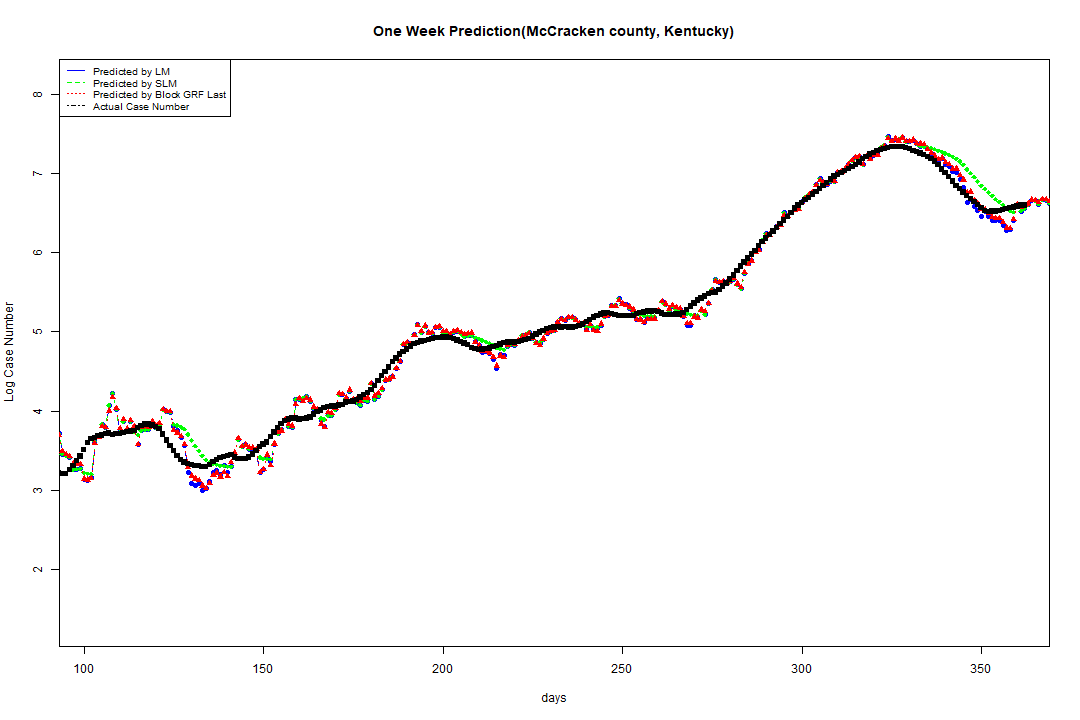 One Week Prediction(McCracken county, Kentucky)
Predicted by LM
Predicted by SLM
Predicted by Block GRF Last
Actual Case Number
8
7
6
5
4
3
2
Log Case Number
100 150 200 250 300 350
days